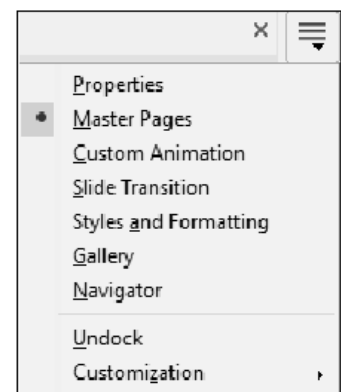 Properties
Master Pages
Custom Animation
Slide Transition
Styles and Formatting
Gallery
Navigator
Undock
Customization